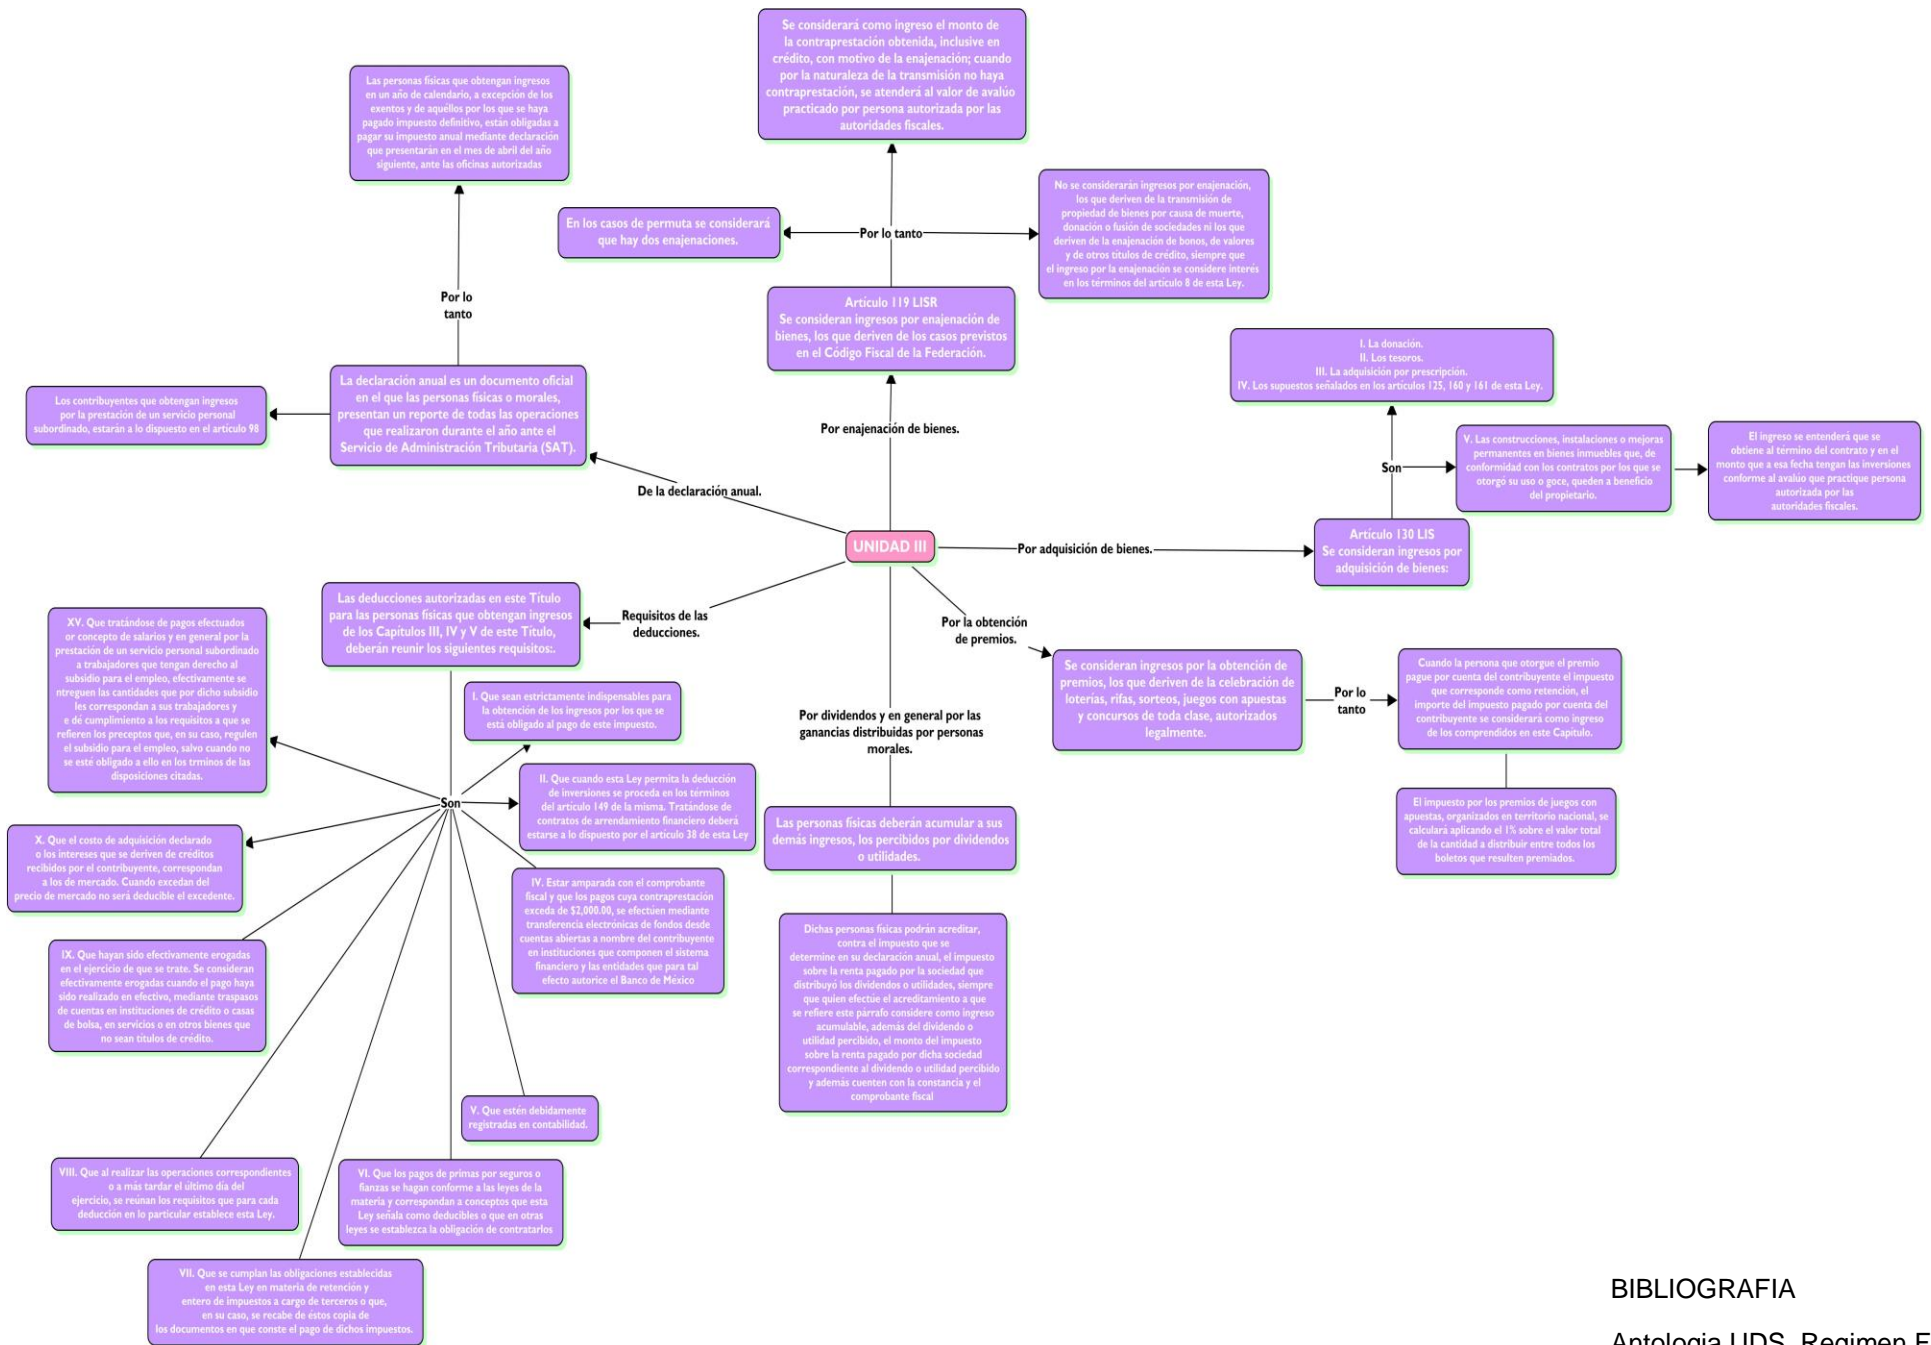 Se considerará como ingreso el monto de
la contraprestación obtenida, inclusive en
crédito, con motivo de la enajenación; cuando
por la naturaleza de la transmisión no haya
contraprestación, se atenderá al valor de avalúo
practicado por persona autorizada por las
autoridades fiscales.
Las personas físicas que obtengan ingresos
en un año de calendario, a excepción de los
exentos y de aquéllos por los que se haya
pagado impuesto definitivo, están obligadas a
pagar su impuesto anual mediante declaración
que presentarán en el mes de abril del año
siguiente, ante las oficinas autorizadas
En los casos de permuta se considerará
que hay dos enajenaciones.
Por lo tanto
No se considerarán ingresos por enajenación,
los que deriven de la transmisión de
propiedad de bienes por causa de muerte,
donación o fusión de sociedades ni los que
deriven de la enajenación de bonos, de valores
y de otros títulos de crédito, siempre que
el ingreso por la enajenación se considere interés
en los términos del artículo 8 de esta Ley.
Por lo
tanto
Artículo 119 LISR
Se consideran ingresos por enajenación de
bienes, los que deriven de los casos previstos
en el Código Fiscal de la Federación.
I. La donación.
II. Los tesoros.
III. La adquisición por prescripción.
IV. Los supuestos señalados en los artículos 125, 160 y 161 de esta Ley.
Los contribuyentes que obtengan ingresos
por la prestación de un servicio personal
subordinado, estarán a lo dispuesto en el artículo 98
La declaración anual es un documento oficial
en el que las personas físicas o morales,
presentan un reporte de todas las operaciones
que realizaron durante el año ante el
Servicio de Administración Tributaria (SAT).
Por enajenación de bienes.
Son
V. Las construcciones, instalaciones o mejoras
permanentes en bienes inmuebles que, de
conformidad con los contratos por los que se
otorgó su uso o goce, queden a beneficio
del propietario.
El ingreso se entenderá que se
obtiene al término del contrato y en el
monto que a esa fecha tengan las inversiones
conforme al avalúo que practique persona
autorizada por las
autoridades fiscales.
De la declaración anual.
UNIDAD III
Por adquisición de bienes.
Artículo 130 LIS
Se consideran ingresos por
adquisición de bienes:
Las deducciones autorizadas en este Título
para las personas físicas que obtengan ingresos
de los Capítulos III, IV y V de este Título,
deberán reunir los siguientes requisitos:.
Requisitos de las
deducciones.
Por la obtención
de premios.
XV. Que tratándose de pagos efectuados
or concepto de salarios y en general por la
prestación de un servicio personal subordinado
a trabajadores que tengan derecho al
subsidio para el empleo, efectivamente se
ntreguen las cantidades que por dicho subsidio
les correspondan a sus trabajadores y
e dé cumplimiento a los requisitos a que se
refieren los preceptos que, en su caso, regulen
el subsidio para el empleo, salvo cuando no
se esté obligado a ello en los trminos de las
disposiciones citadas.
I. Que sean estrictamente indispensables para
la obtención de los ingresos por los que se
está obligado al pago de este impuesto.
Por dividendos y en general por las
ganancias distribuidas por personas
morales.
Se consideran ingresos por la obtención de
premios, los que deriven de la celebración de
loterías, rifas, sorteos, juegos con apuestas
y concursos de toda clase, autorizados
legalmente.
Por lo
tanto
Cuando la persona que otorgue el premio
pague por cuenta del contribuyente el impuesto
que corresponde como retención, el
importe del impuesto pagado por cuenta del
contribuyente se considerará como ingreso
de los comprendidos en este Capítulo.
Son
II. Que cuando esta Ley permita la deducción
de inversiones se proceda en los términos
del artículo 149 de la misma. Tratándose de
contratos de arrendamiento financiero deberá
estarse a lo dispuesto por el artículo 38 de esta Ley
Las personas físicas deberán acumular a sus
demás ingresos, los percibidos por dividendos
o utilidades.
El impuesto por los premios de juegos con
apuestas, organizados en territorio nacional, se
calculará aplicando el 1% sobre el valor total
de la cantidad a distribuir entre todos los
boletos que resulten premiados.
X. Que el costo de adquisición declarado
o los intereses que se deriven de créditos
recibidos por el contribuyente, correspondan
a los de mercado. Cuando excedan del
precio de mercado no será deducible el excedente.
IV. Estar amparada con el comprobante
fiscal y que los pagos cuya contraprestación
exceda de $2,000.00, se efectúen mediante
transferencia electrónicas de fondos desde
cuentas abiertas a nombre del contribuyente
en instituciones que componen el sistema
financiero y las entidades que para tal
efecto autorice el Banco de México
Dichas personas físicas podrán acreditar,
contra el impuesto que se
determine en su declaración anual, el impuesto
sobre la renta pagado por la sociedad que
distribuyó los dividendos o utilidades, siempre
que quien efectúe el acreditamiento a que
se refiere este párrafo considere como ingreso
acumulable, además del dividendo o
utilidad percibido, el monto del impuesto
sobre la renta pagado por dicha sociedad
correspondiente al dividendo o utilidad percibido
y además cuenten con la constancia y el
comprobante fiscal
IX. Que hayan sido efectivamente erogadas
en el ejercicio de que se trate. Se consideran
efectivamente erogadas cuando el pago haya
sido realizado en efectivo, mediante traspasos
de cuentas en instituciones de crédito o casas
de bolsa, en servicios o en otros bienes que
no sean títulos de crédito.
V. Que estén debidamente
registradas en contabilidad.
VIII. Que al realizar las operaciones correspondientes
o a más tardar el último día del
ejercicio, se reúnan los requisitos que para cada
deducción en lo particular establece esta Ley.
VI. Que los pagos de primas por seguros o
fianzas se hagan conforme a las leyes de la
materia y correspondan a conceptos que esta
Ley señala como deducibles o que en otras
leyes se establezca la obligación de contratarlos
VII. Que se cumplan las obligaciones establecidas
en esta Ley en materia de retención y
entero de impuestos a cargo de terceros o que,
en su caso, se recabe de éstos copia de
los documentos en que conste el pago de dichos impuestos.
BIBLIOGRAFIA
Antologia UDS, Regimen